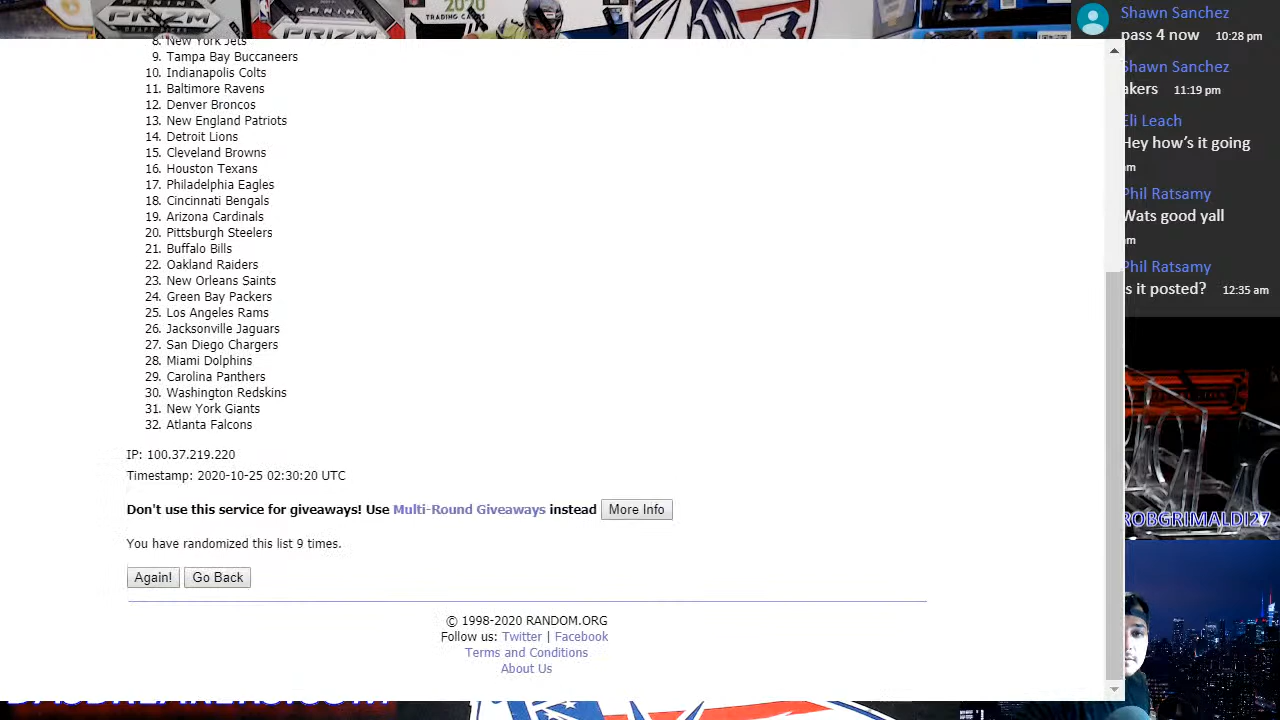 PRIZM
DRAFT PICKS
PRIZM
2020
TRADING CARDS
8. New York Jets
9. Tampa Bay Buccaneers
10. Indianapolis Colts
11. Baltimore Ravens
12. Denver Broncos
13. New England Patriots
14. Detroit Lions
15. Cleveland Browns
16. Houston Texans
17. Philadelphia Eagles
18. Cincinnati Bengals
19. Arizona Cardinals
20. Pittsburgh Steelers
21. Buffalo Bills
22. Oakland Raiders
23. New Orleans Saints
24. Green Bay Packers
25. Los Angeles Rams
26. Jacksonville Jaguars
27. San Diego Chargers
28. Miami Dolphins
29. Carolina Panthers
30. Washington Redskins
31. New York Giants
32. Atlanta Falcons
IP: 100.37.219.220
Timestamp: 2020-10-25 02:30:20 UTC
Don't use this service for giveaways! Use Multi-Round Giveaways instead More Info
You have randomized this list 9 times.
Again! Go Back
© 1998-2020 RANDOM.ORG
Follow us: Twitter | Facebook
Terms and Conditions
About Us
Shawn Sanchez
pass 4 now 10:28 pm
Shawn Sanchez
akers 11:19 pm
Eli Leach
Hey how's it going
am
Phil Ratsamy
Wats good yall
am
Phil Ratsamy
is it posted? 12:35 am
ROBGRIMALDI27